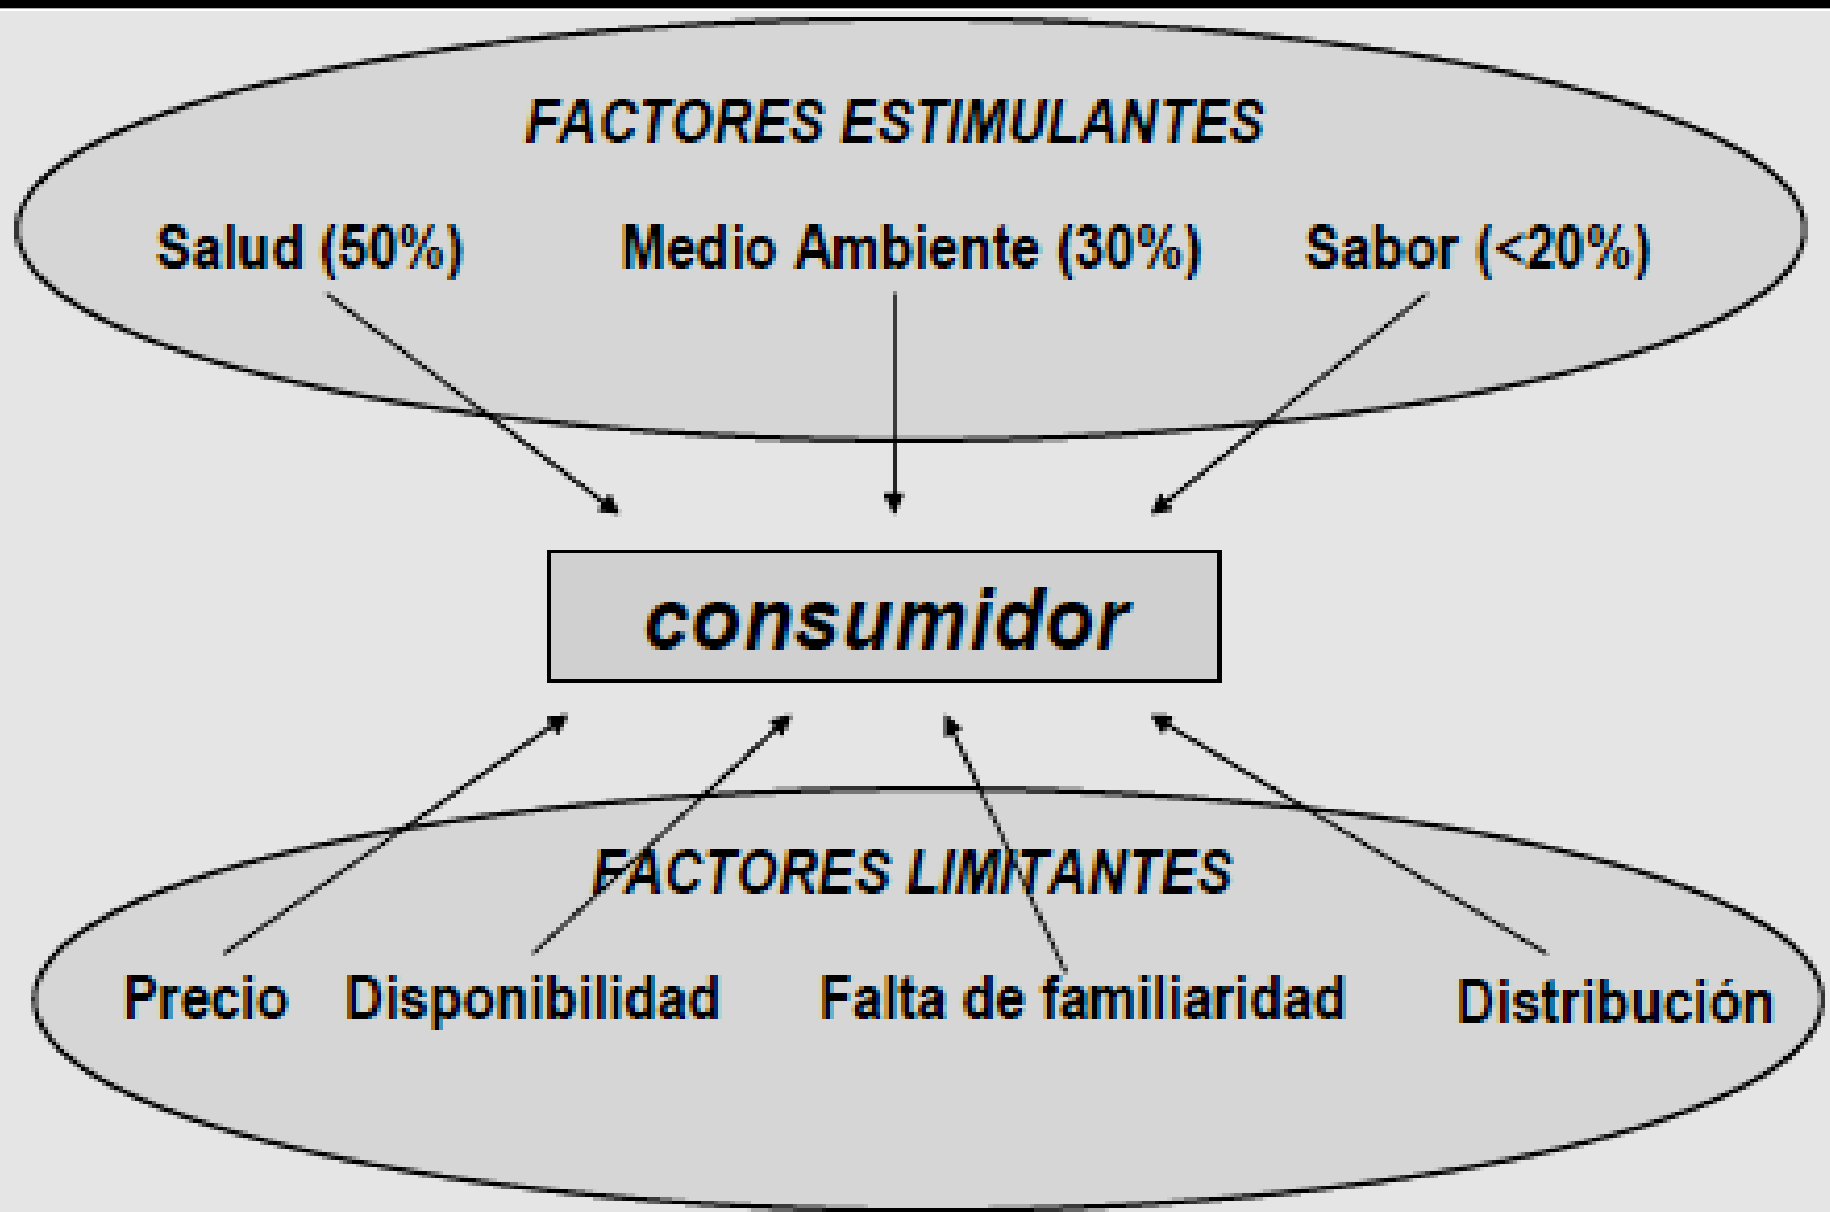 FACTORES ESTIMULANTES
Salud (50%) Medio Ambiente (30%) Sabor (<20%)
consumidor
FACTORES LIMITANTES
Precio Disponibilidad Falta de familiaridad Distribución